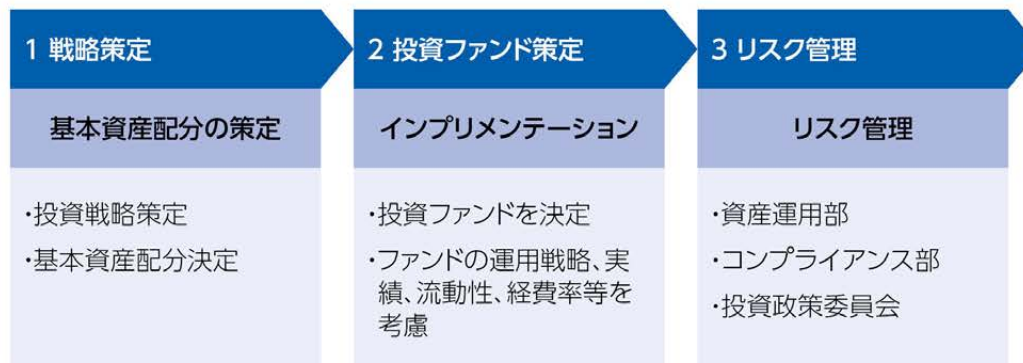 1 戦略策定
基本資産配分の策定
・投資戦略策定
・基本資産配分決定
2 投資ファンド策定
インプリメンテーション
・投資ファンドを決定
・ファンドの運用戦略、実
績、流動性、経費率等を
考慮
3 リスク管理
リスク管理
・資産運用部
・コンプライアンス部
・投資政策委員会